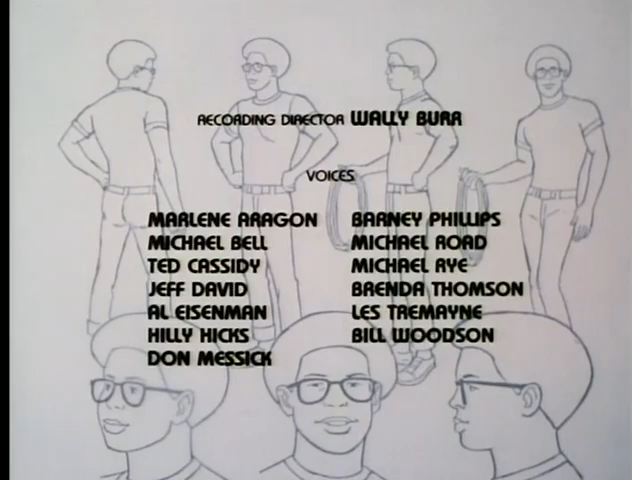 RECORDING DIRECTOR WALLY BURR
VOICES
MARLENE ARAGON
MICHAEL BELL
TED CASSIDY
JEFF DAVID
AL EISENMAN
HILLY HICKS
DON MESSICK
BARNEY PHILLIPS
MICHAEL ROAD
MICHAEL RYE
BRENDA THOMSON
LES TREMAYNE
BILL WOODSON